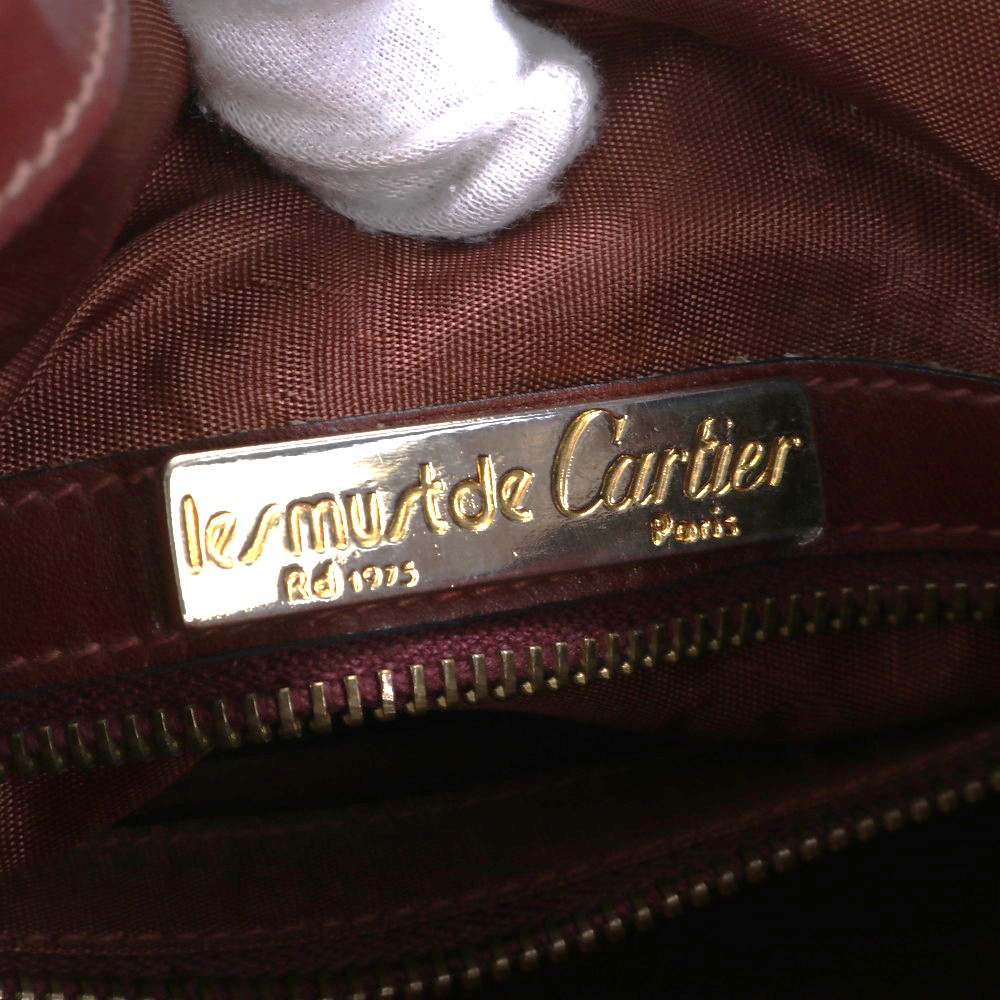 les must de Cartier
Paris
Rd 1975